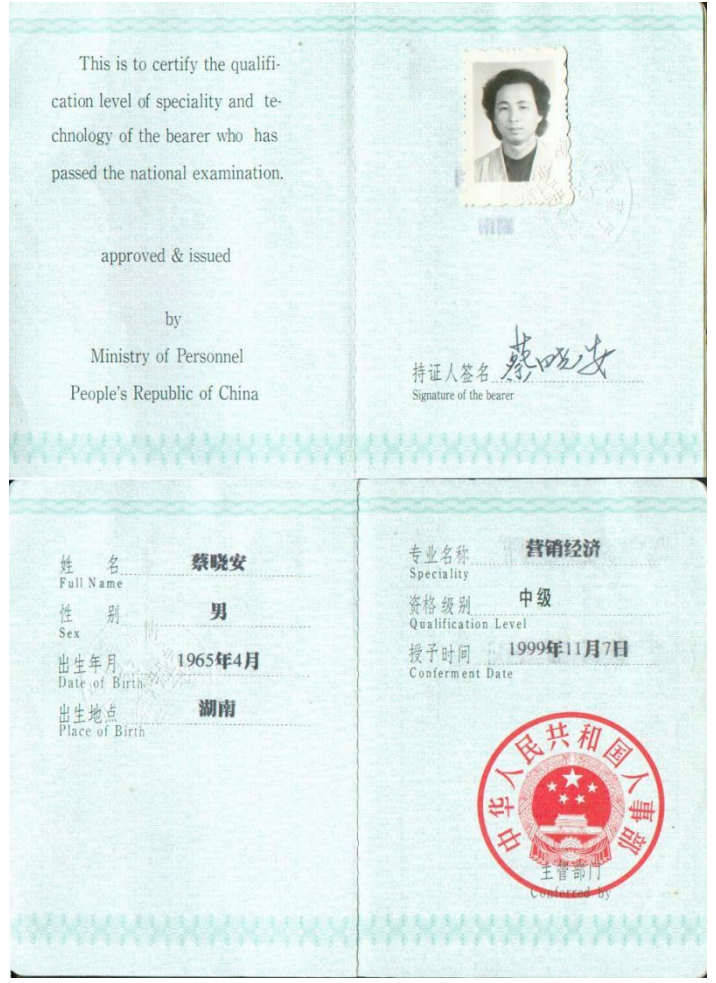 This is to certify the qualifi-
cation level of speciality and te-
chnology of the bearer who has
passed the national examination.
approved & issued
by
Ministry of Personnel
People's Republic of China
持证人签名 蔡晓安
Signature of the bearer
姓 名 蔡晓安
Full Name
性 别 男
Sex
出生年月 1965年4月
Date of Birth
出生地点 湖南
Place of Birth
专业名称 营销经济
Speciality
资格级别 中级
Qualification Level
授予时间 1999年11月7日
Conferment Date
中华人民共和国人事部
主管部门
Conferred by